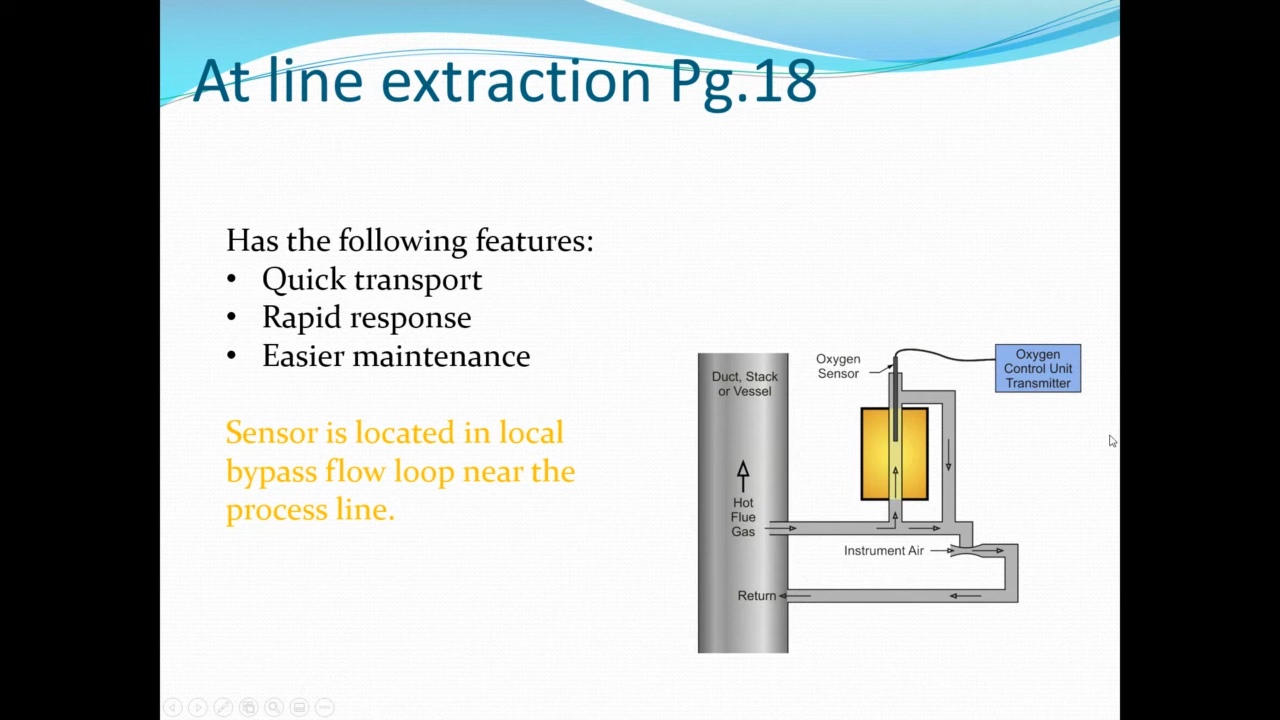 At line extraction Pg.18
Has the following features:
• Quick transport
• Rapid response
• Easier maintenance
Sensor is located in local
bypass flow loop near the
process line.
Duct, Stack
or Vessel
Oxygen
Sensor
Oxygen
Control Unit
Transmitter
Hot
Flue
Gas
Instrument Air
Return